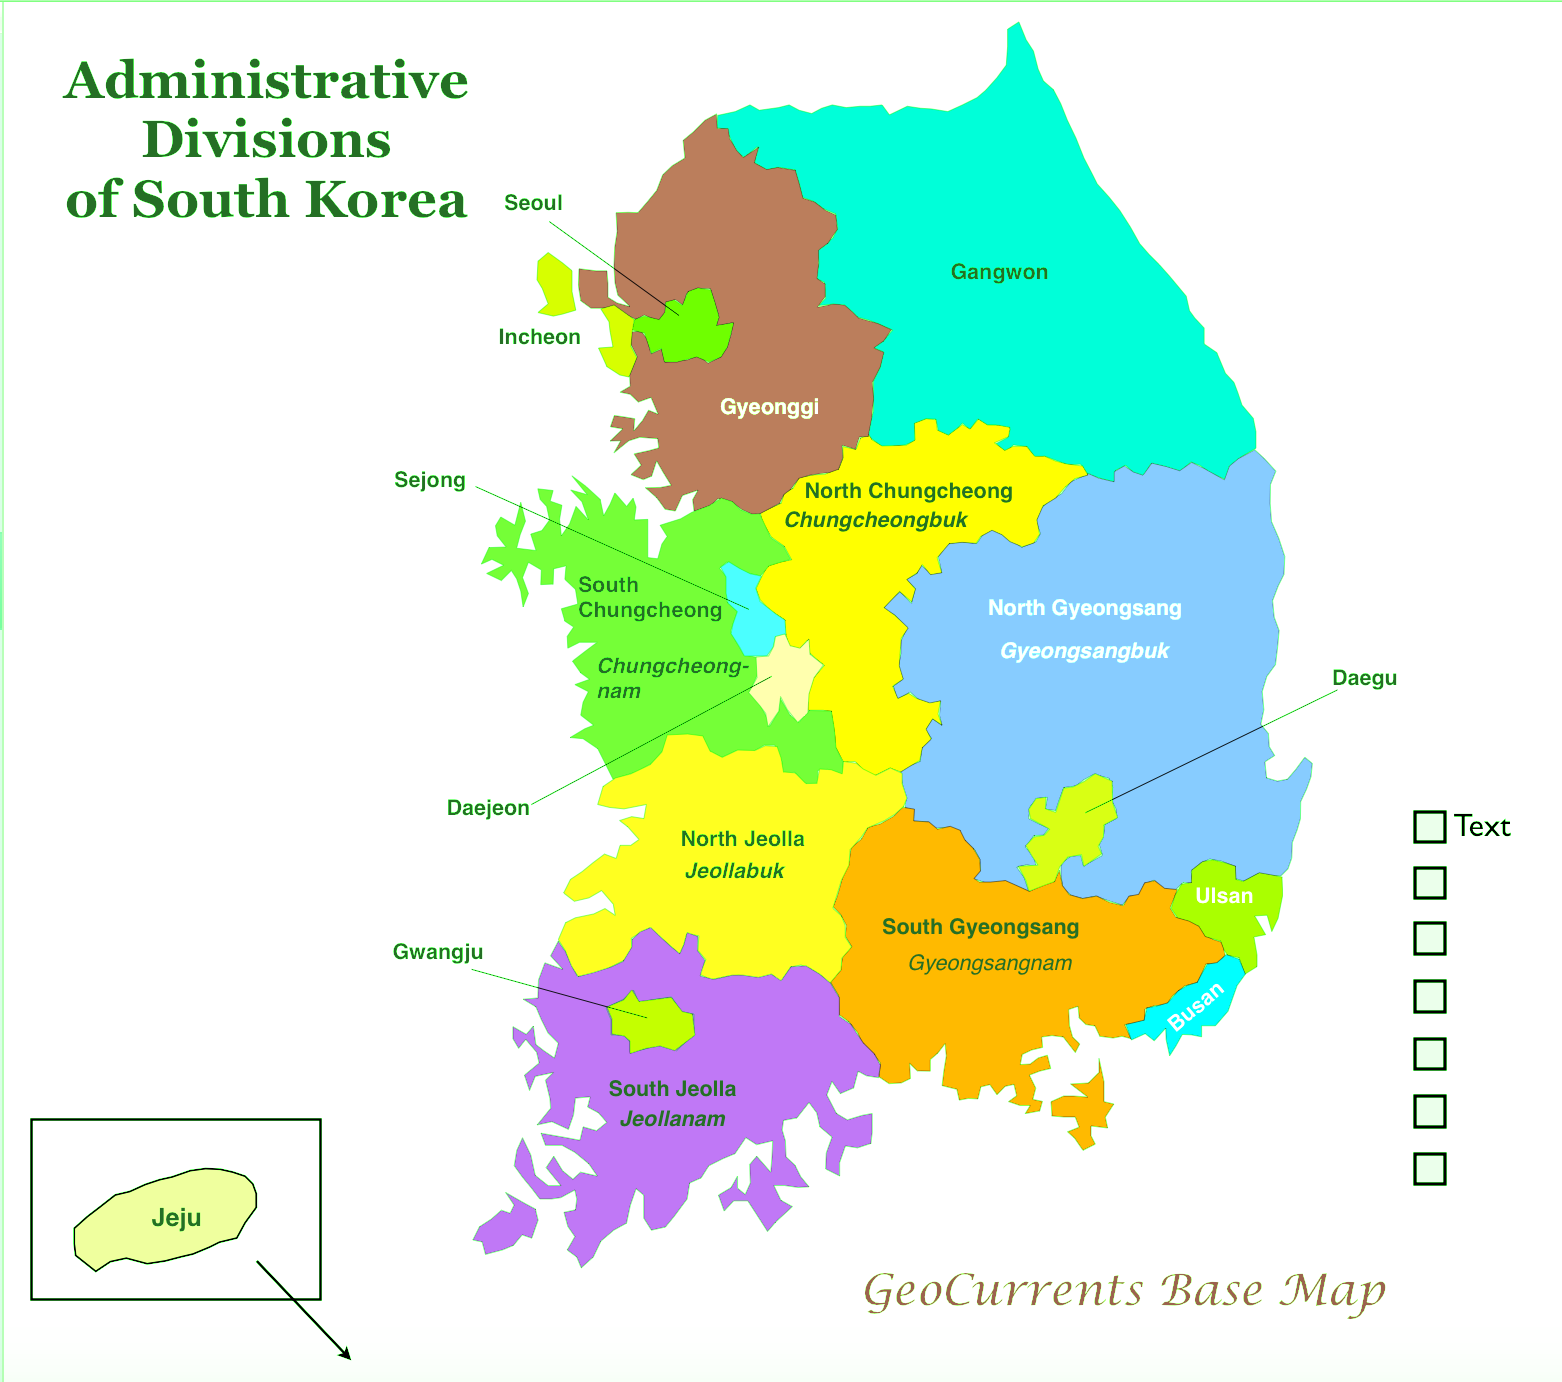 Administrative
Divisions
of South Korea
Seoul
Gangwon
Incheon
Gyeonggi
Sejong
North Chungcheong
Chungcheongbuk
South
Chungcheong
North Gyeongsang
Gyeongsangbuk
Chungcheong-
nam
Daegu
Daejeon
Text
North Jeolla
Jeollabuk
Ulsan
South Gyeongsang
Gyeongsangnam
Gwangju
Busan
South Jeolla
Jeollanam
Jeju
GeoCurrents Base Map